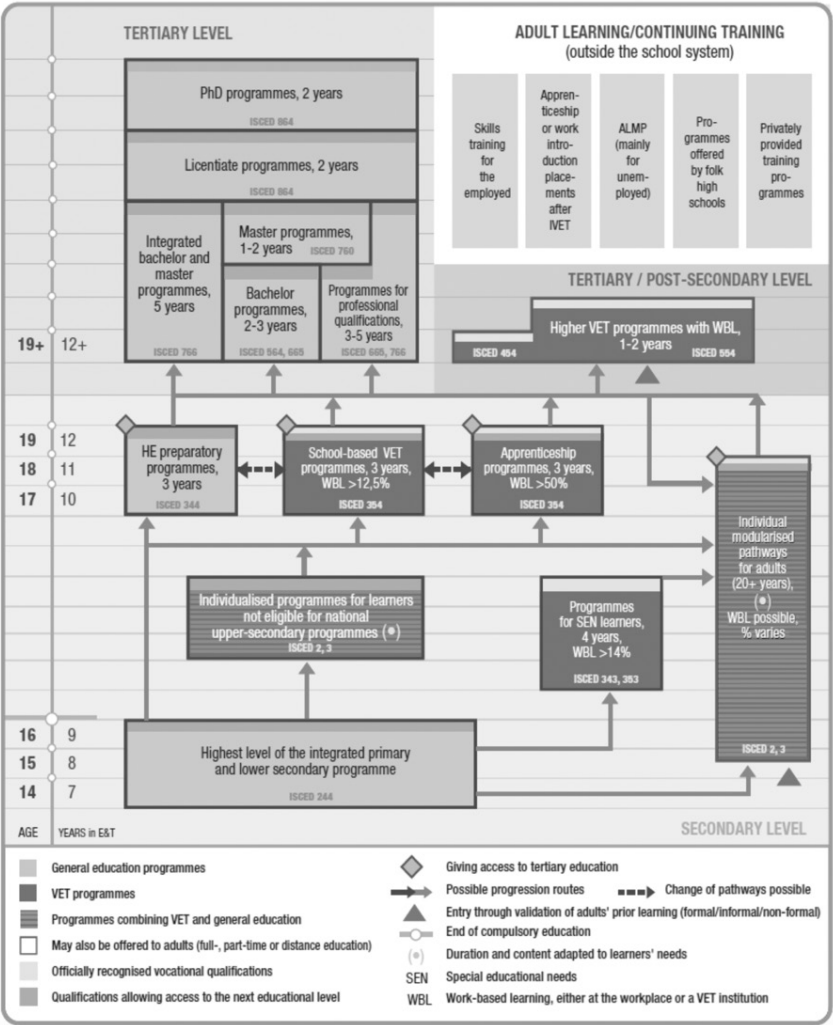 TERTIARY LEVEL
PhD programmes, 2 years
ISCED 864
Licentiate programmes, 2 years
ISCED 864
Integrated
bachelor and
master
programmes,
5 years
ISCED 766
Master programmes,
1-2 years ISCED 760
Bachelor
programmes,
2-3 years
ISCED 564, 665
Programmes for
professional
qualifications,
3-5 years
ISCED 665, 766
ADULT LEARNING/CONTINUING TRAINING
(outside the school system)
Skills
training
for
the
employed
Appren-
ticeship
or work
intro-
duction
place-
ments
after
IVET
ALMP
(mainly
for
unem-
ployed)
Pro-
grammes
offered
by folk
high
schools
Privately
provided
training
pro-
grammes
TERTIARY / POST-SECONDARY LEVEL
Higher VET programmes with WBL,
1-2 years
ISCED 454
ISCED 554
19+ 12+
19 12
18 11
17 10
HE preparatory
programmes,
3 years
ISCED 344
School-based VET
programmes, 3 years,
WBL >12,5%
ISCED 354
Apprenticeship
programmes, 3 years,
WBL >50%
ISCED 354
Individual
modularised
pathways
for adults
(20+ years),
(•)
WBL possible,
% varies
ISCED 2, 3
Individualised programmes for learners
not eligible for national
upper-secondary programmes (•)
ISCED 2, 3
Programmes
for SEN learners,
4 years,
WBL >14%
ISCED 343, 353
16 9
15 8
14 7
Highest level of the integrated primary
and lower secondary programme
ISCED 244
AGE YEARS in E&T
SECONDARY LEVEL
General education programmes
VET programmes
Programmes combining VET and general education
May also be offered to adults (full-, part-time or distance education)
Officially recognised vocational qualifications
Qualifications allowing access to the next educational level
Giving access to tertiary education
Possible progression routes
Change of pathways possible
Entry through validation of adults' prior learning (formal/informal/non-formal)
End of compulsory education
(•) Duration and content adapted to learners' needs
SEN Special educational needs
WBL Work-based learning, either at the workplace or a VET institution